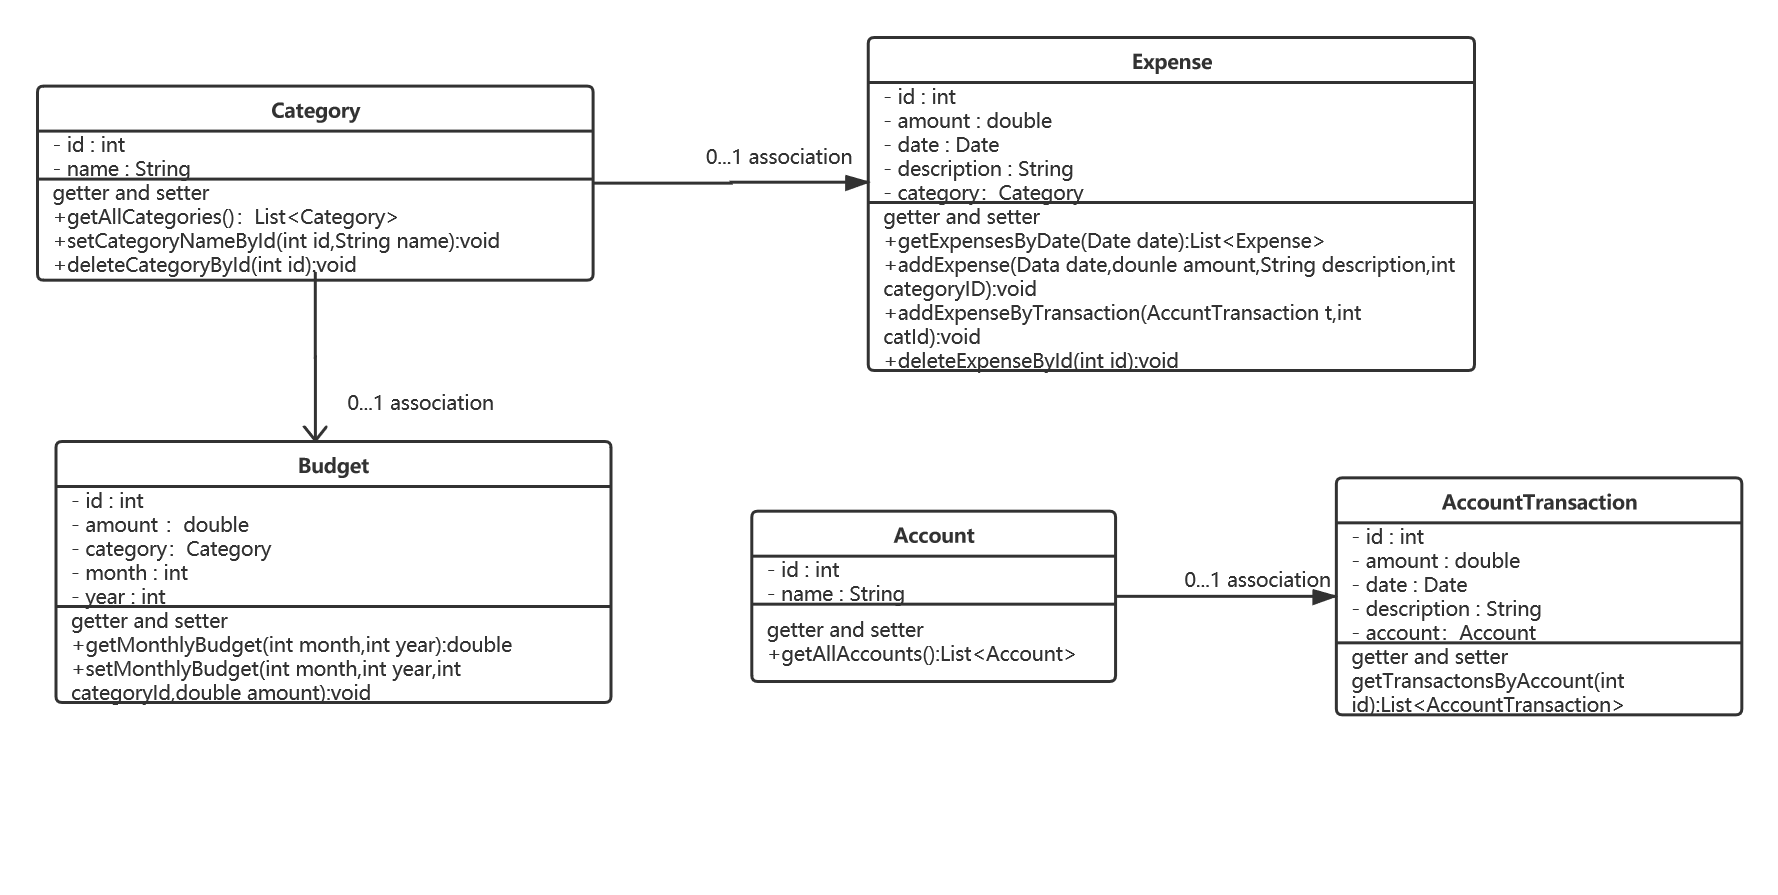 Category
- id : int
- name : String
getter and setter
+getAllCategories()：List<Category>
+setCategoryNameById(int id,String name):void
+deleteCategoryById(int id):void
0...1 association
Expense
- id : int
- amount : double
- date : Date
- description : String
- category：Category
getter and setter
+getExpensesByDate(Date date):List<Expense>
+addExpense(Data date,dounle amount,String description,int
categoryID):void
+addExpenseByTransaction(AccuntTransaction t,int
catId):void
+deleteExpenseById(int id):void
0...1 association
Budget
- id : int
- amount： double
- category：Category
- month : int
- year : int
getter and setter
+getMonthlyBudget(int month,int year):double
+setMonthlyBudget(int month,int year,int
categoryId,double amount):void
Account
- id : int
- name : String
getter and setter
+getAllAccounts():List<Account>
0...1 association
AccountTransaction
- id : int
- amount : double
- date : Date
- description : String
- account：Account
getter and setter
getTransactonsByAccount(int
id):List<AccountTransaction>